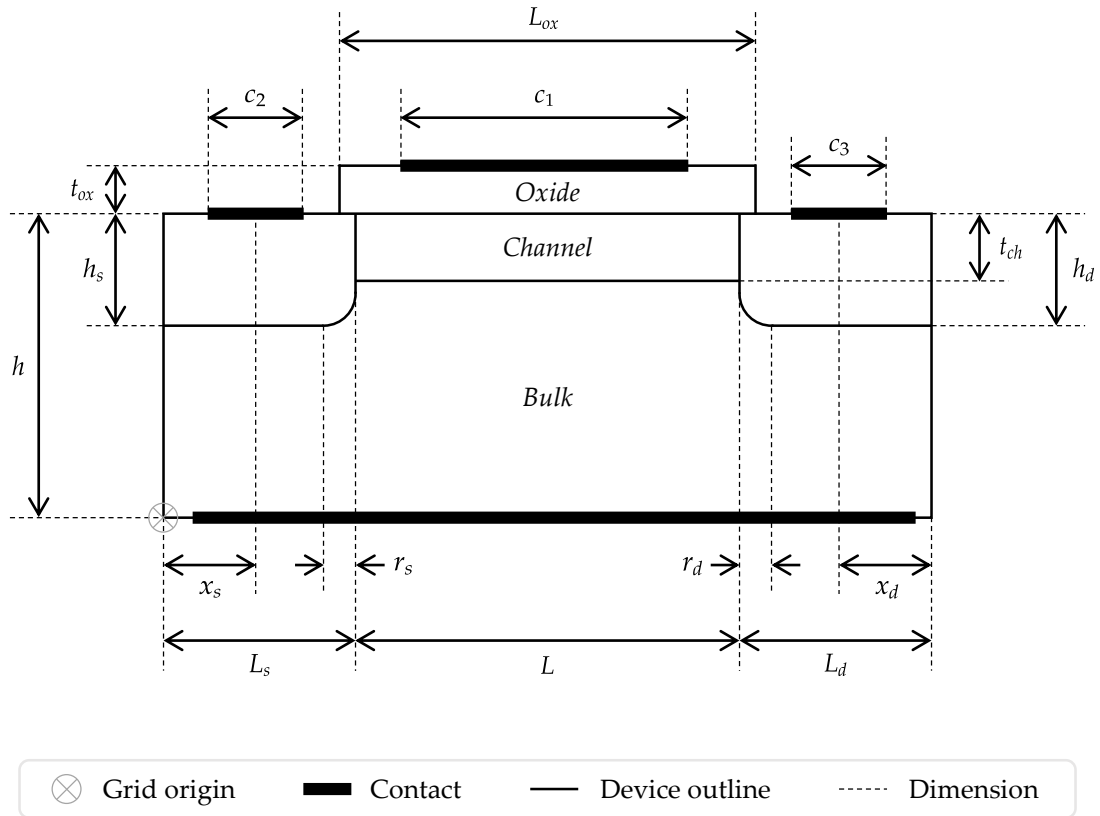 L_ox
c_2
c_1
c_3
t_ox
Oxide
Channel
t_ch
h_s
h_d
h
Bulk
x_s
r_s
r_d
x_d
L_s
L
L_d
Grid origin
Contact
Device outline
Dimension